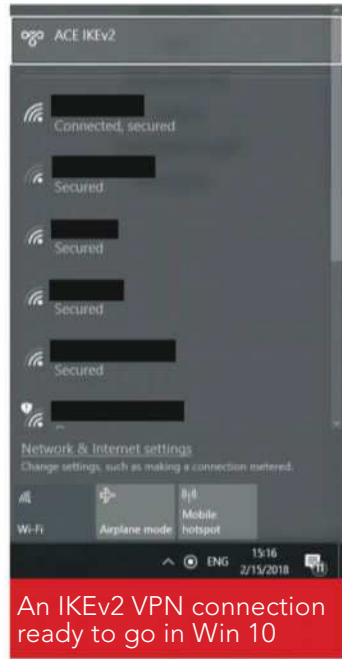 ACE IKEv2
Connected, secured
Secured
Secured
Secured
Secured
Network & Internet settings
Change settings, such as making a connection metered.
Wi-Fi
Airplane mode
Mobile
hotspot
ENG
15:16
2/15/2018
11
An IKEv2 VPN connection
ready to go in Win 10